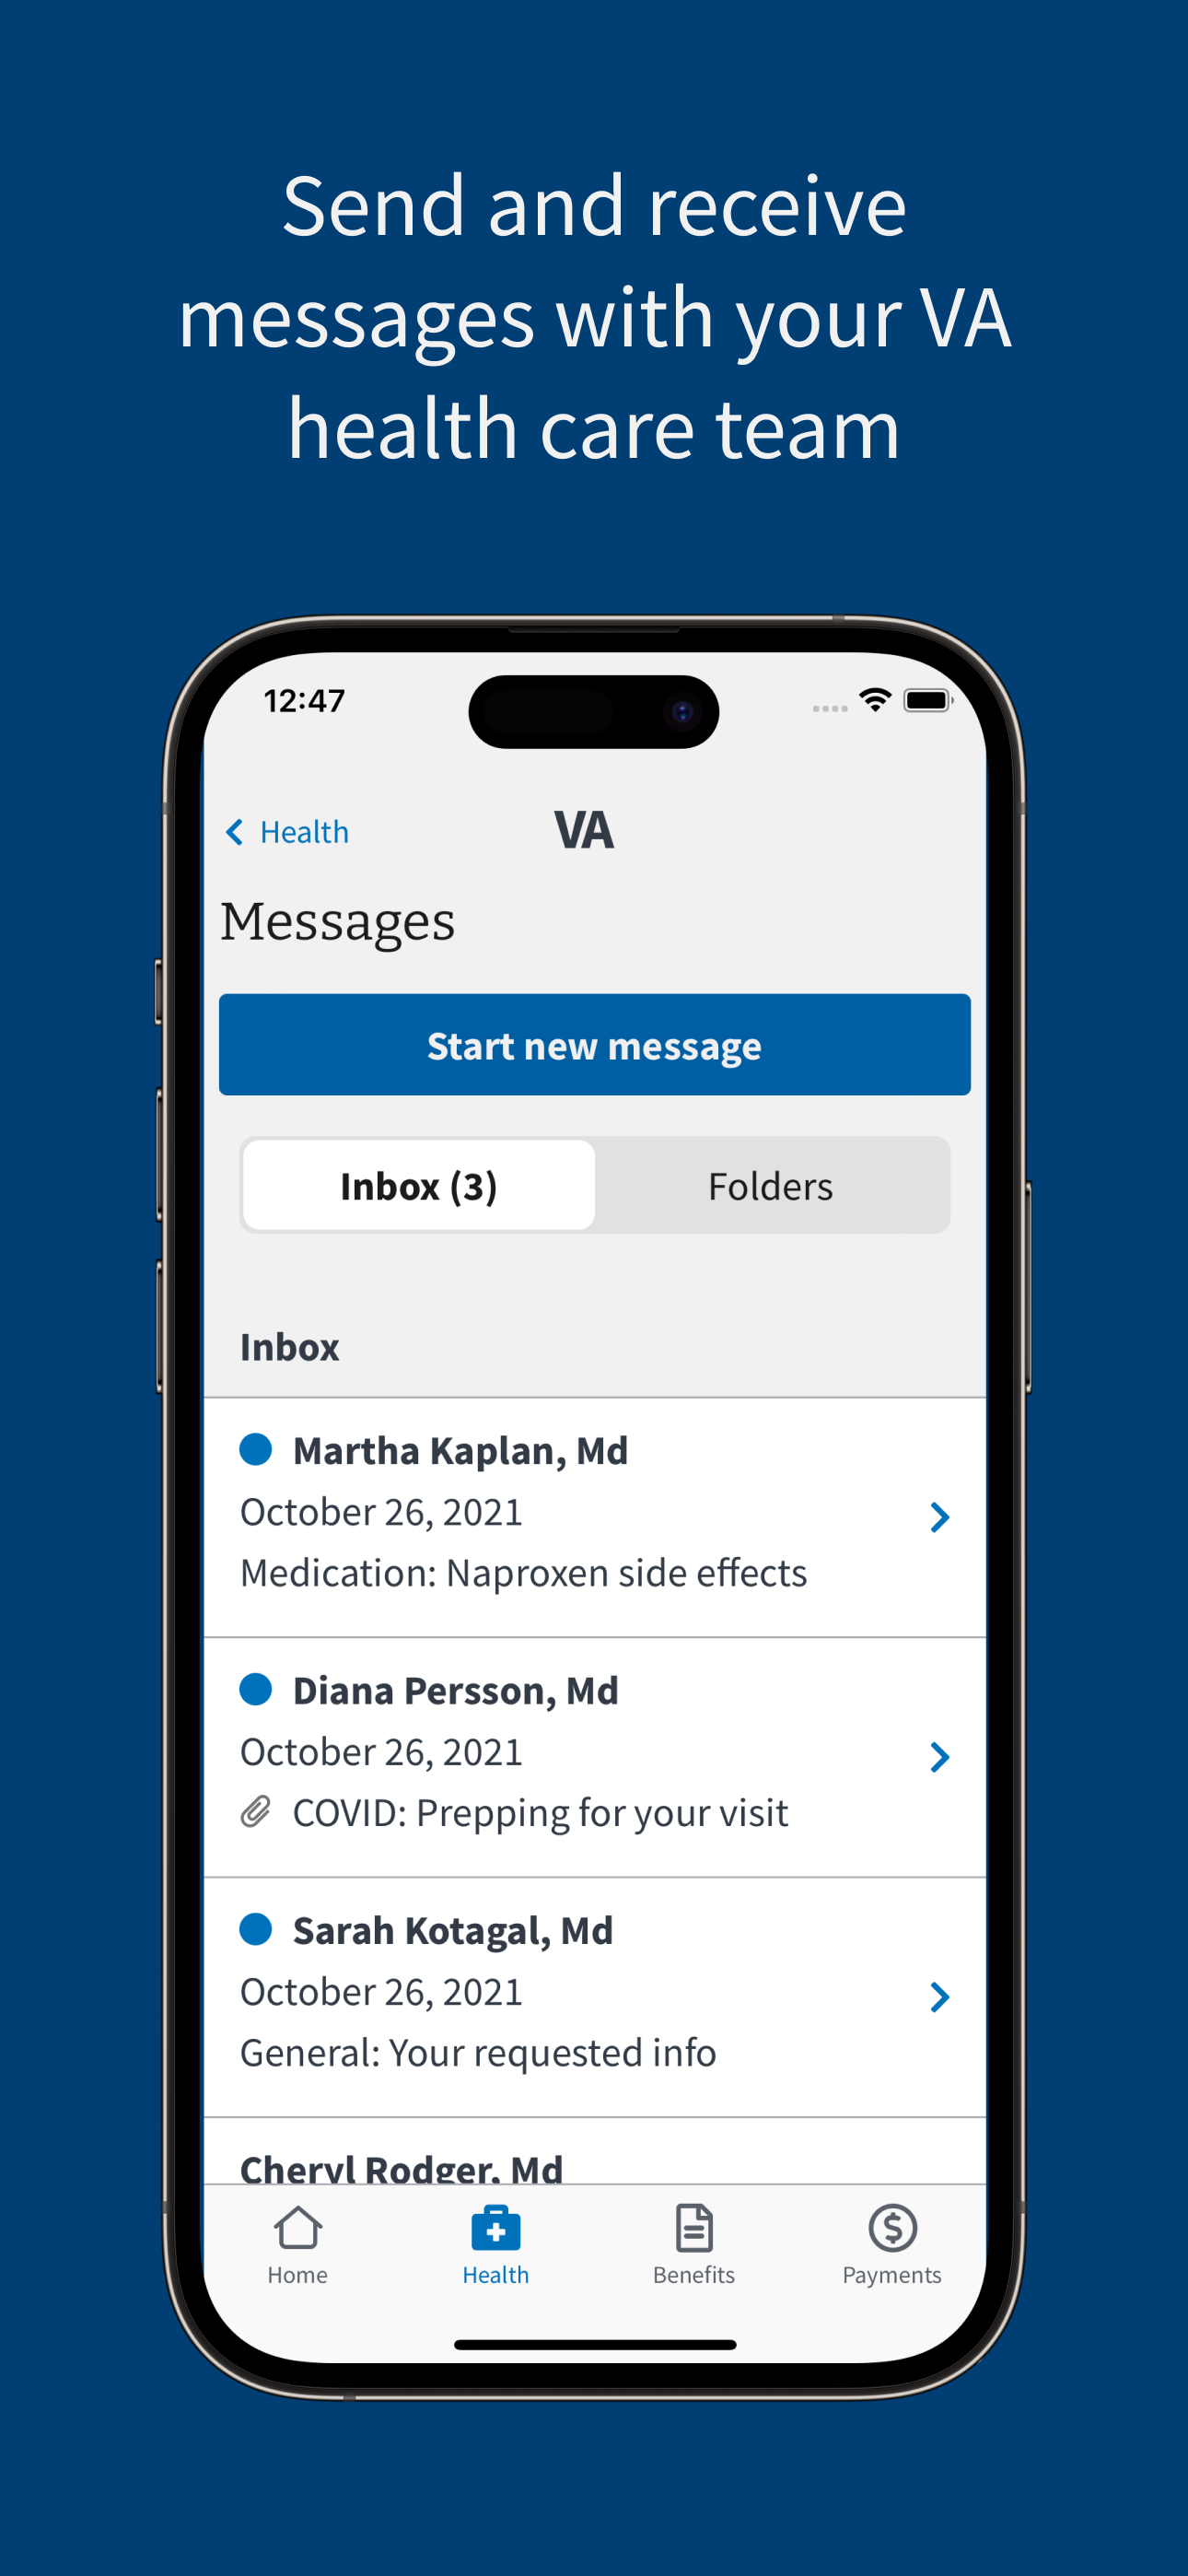 Send and receive
messages with your VA
health care team
12:47
Health
VA
Messages
Start new message
Inbox (3)
Folders
Inbox
Martha Kaplan, Md
October 26, 2021
Medication: Naproxen side effects
Diana Persson, Md
October 26, 2021
COVID: Prepping for your visit
Sarah Kotagal, Md
October 26, 2021
General: Your requested info
Cheryl Rodger, Md
Home
Health
Benefits
Payments